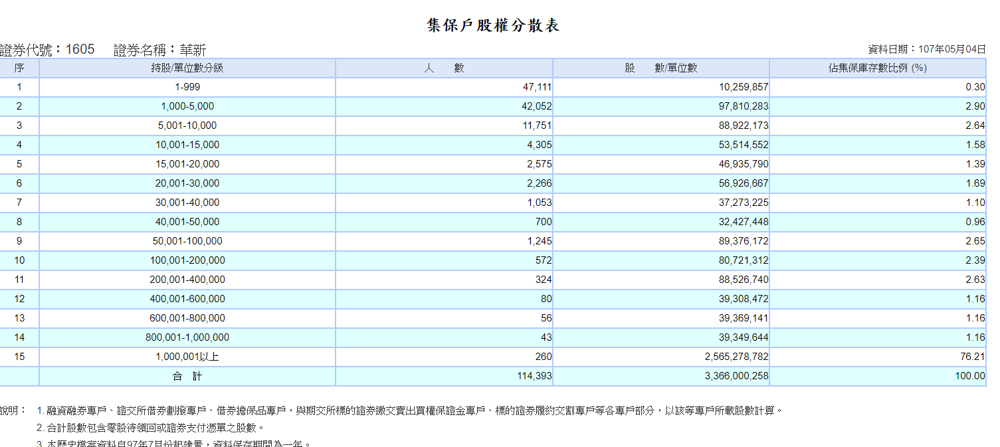 集保戶股權分散表
證券代號：1605 證券名稱：華新 資料日期：107年05月04日
序 持股/單位數分級 人 數 股 數/單位數 佔集保庫存數比例 (%)
1 1-999 47,111 10,259,857 0.30
2 1,000-5,000 42,052 97,810,283 2.90
3 5,001-10,000 11,751 88,922,173 2.64
4 10,001-15,000 4,305 53,514,552 1.58
5 15,001-20,000 2,575 46,935,790 1.39
6 20,001-30,000 2,266 56,926,667 1.69
7 30,001-40,000 1,053 37,273,225 1.10
8 40,001-50,000 700 32,427,448 0.96
9 50,001-100,000 1,245 89,376,172 2.65
10 100,001-200,000 572 80,721,312 2.39
11 200,001-400,000 324 88,526,740 2.63
12 400,001-600,000 80 39,308,472 1.16
13 600,001-800,000 56 39,369,141 1.16
14 800,001-1,000,000 43 39,349,644 1.16
15 1,000,001以上 260 2,565,278,782 76.21
合 計 114,393 3,366,000,258 100.00
說明： 1. 融資融券專戶、證交所借券劃撥專戶、借券擔保品專戶，與期交所標的證券繳交賣出買權保證金專戶、標的證券履約交割專戶等各專戶部分，以該等專戶所載股數計算。
2. 合計股數包含零股待領回或證券支付憑單之股數。
3. 本歷史檔案資料自97年7月份起建置，資料保存期間為一年。